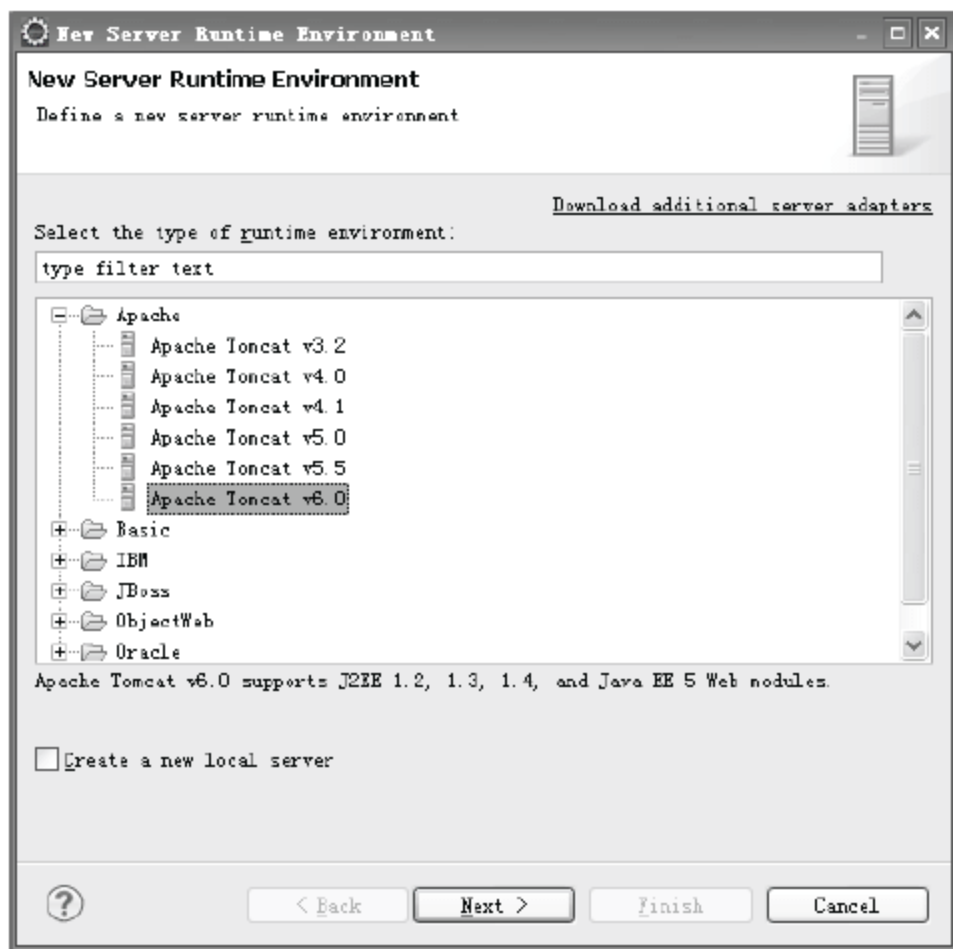 New Server Runtime Environment
New Server Runtime Environment
Define a new server runtime environment
Download additional server adapters
Select the type of runtime environment:
type filter text
Apache
Apache Tomcat v3.2
Apache Tomcat v4.0
Apache Tomcat v4.1
Apache Tomcat v5.0
Apache Tomcat v5.5
Apache Tomcat v6.0
Basic
IBM
JBoss
ObjectWeb
Oracle
Apache Tomcat v6.0 supports J2EE 1.2, 1.3, 1.4, and Java EE 5 Web modules.
Create a new local server
?
< Back
Next >
Finish
Cancel